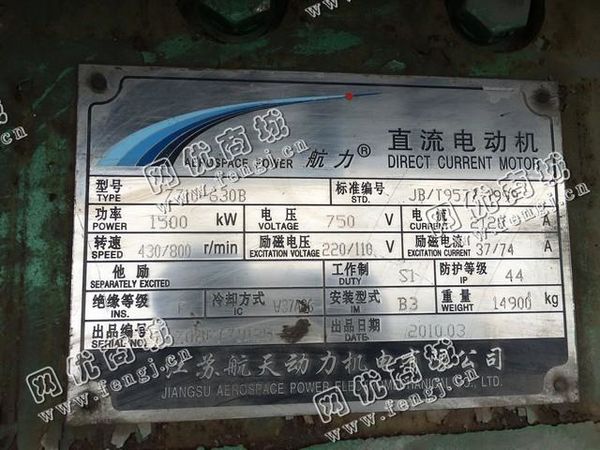 AEROSPACE POWER 航力® 直流电动机
DIRECT CURRENT MOTOR
型号 TYPE 630B 标准编号 STD. JB/T957
功率 POWER 1500 kW 电压 VOLTAGE 750 V 电流 CURRENT A
转速 SPEED 430/800 r/min 励磁电压 EXCITATION VOLTAGE 220/110 V 励磁电流 EXCITATION CURRENT 37/74 A
他励 SEPARATELY EXCITED 工作制 DUTY S1 防护等级 IP 44
绝缘等级 INS. F 冷却方式 IC W37A86 安装型式 IM B3 重量 WEIGHT 14900 kg
出品编号 SERIAL NO. 出品日期 DATE 2010.03
江苏航天动力机电有限公司
JIANGSU AEROSPACE POWER ELECTROMECHANICAL CO., LTD.
网优商城
www.fengj.cn